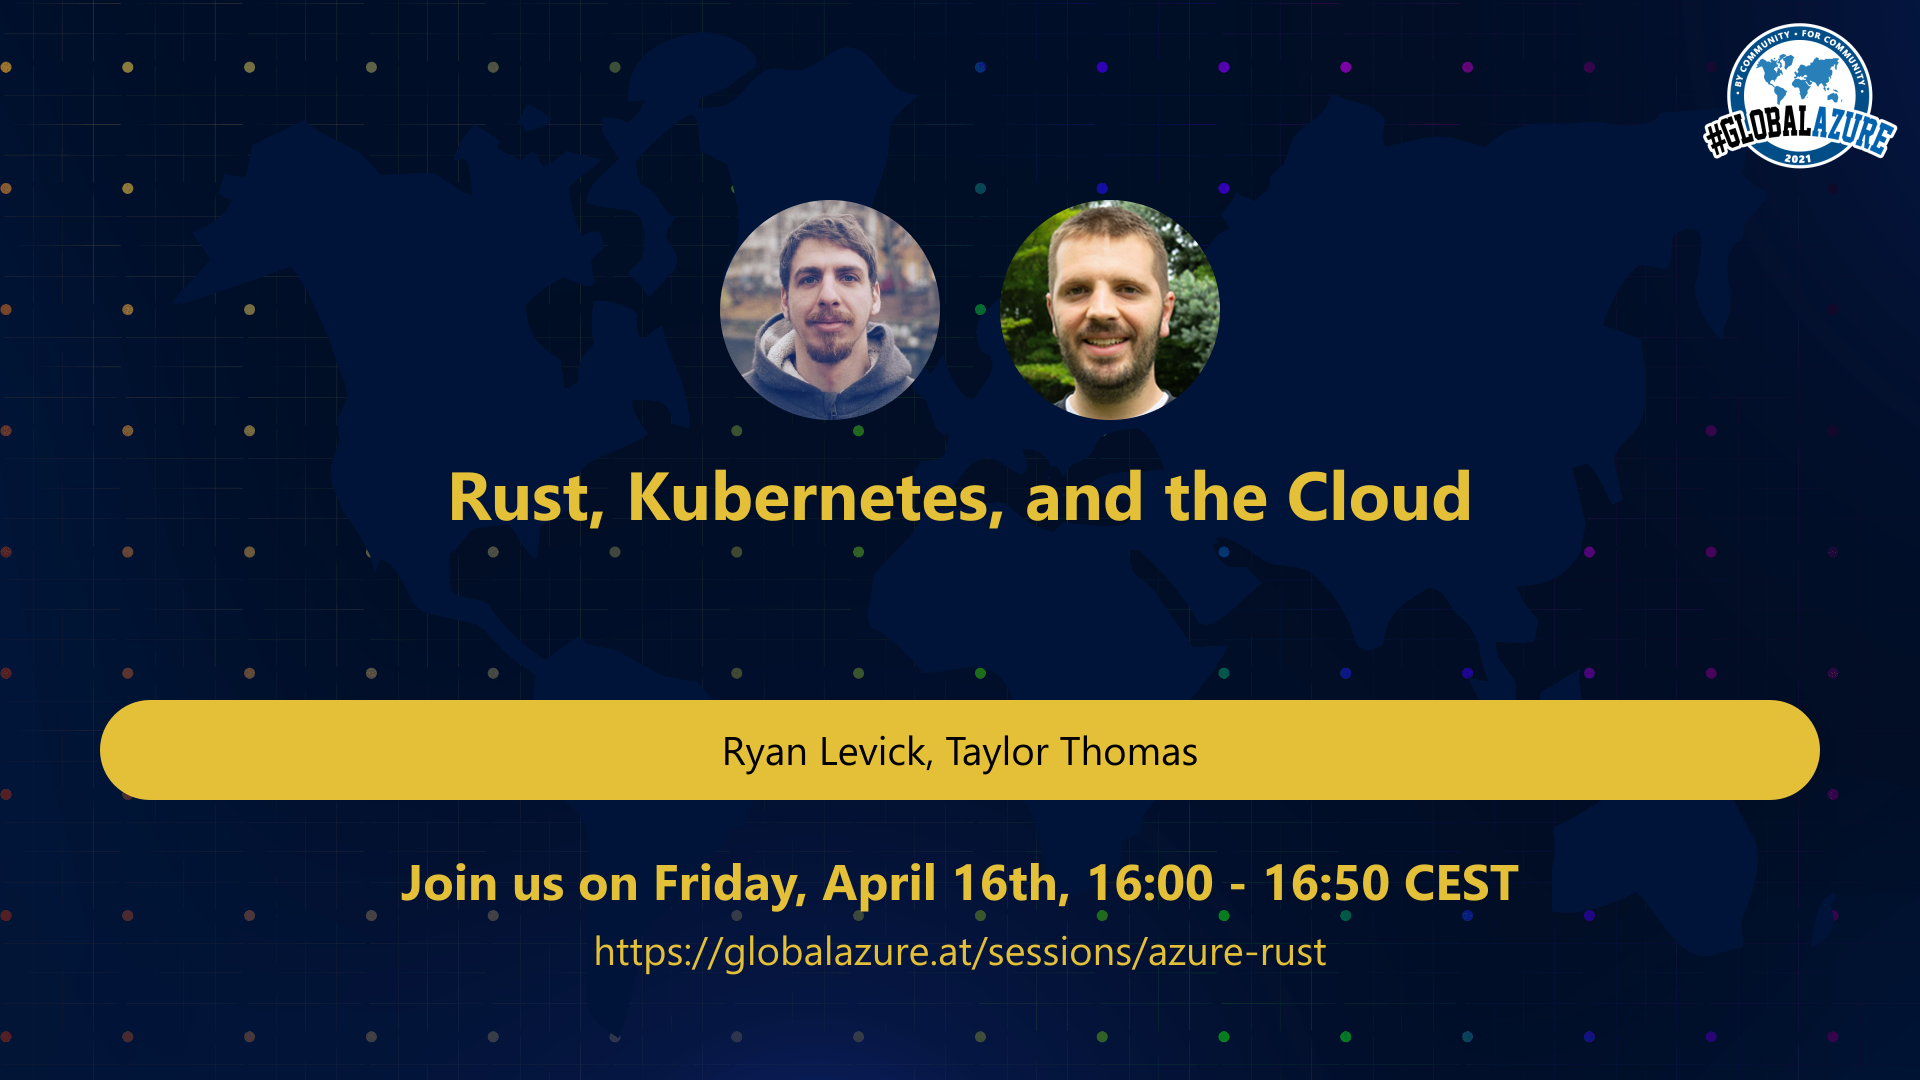 • BY COMMUNITY • FOR COMMUNITY •
#GLOBALAZURE
2021
Rust, Kubernetes, and the Cloud
Ryan Levick, Taylor Thomas
Join us on Friday, April 16th, 16:00 - 16:50 CEST
https://globalazure.at/sessions/azure-rust